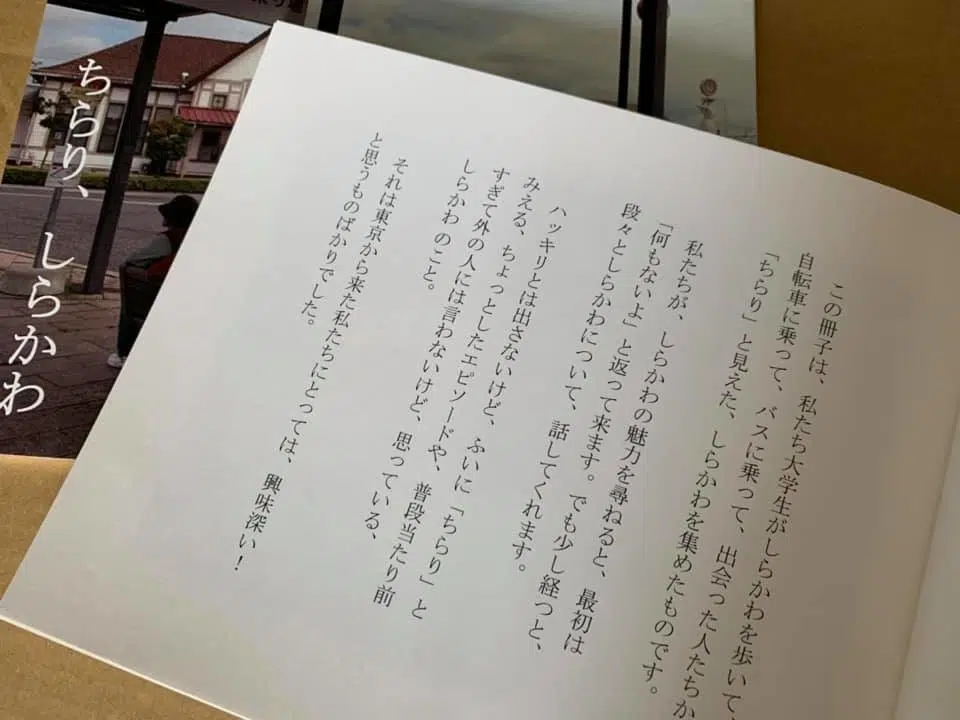 この冊子は、私たち大学生がしらかわを歩いて、
自転車に乗って、バスに乗って、出会った人たちか
「ちらり」と見えた、しらかわを集めたものです。
私たちが、しらかわの魅力を尋ねると、最初は
「何もないよ」と返って来ます。でも少し経つと、
段々としらかわについて、話してくれます。
ハッキリとは出さないけど、ふいに「ちらり」と
みえる、ちょっとしたエピソードや、普段当たり前
すぎて外の人には言わないけど、思っている、
しらかわ のこと。
それは東京から来た私たちにとっては、興味深い！
と思うものばかりでした。
ちらり、
しらかわ